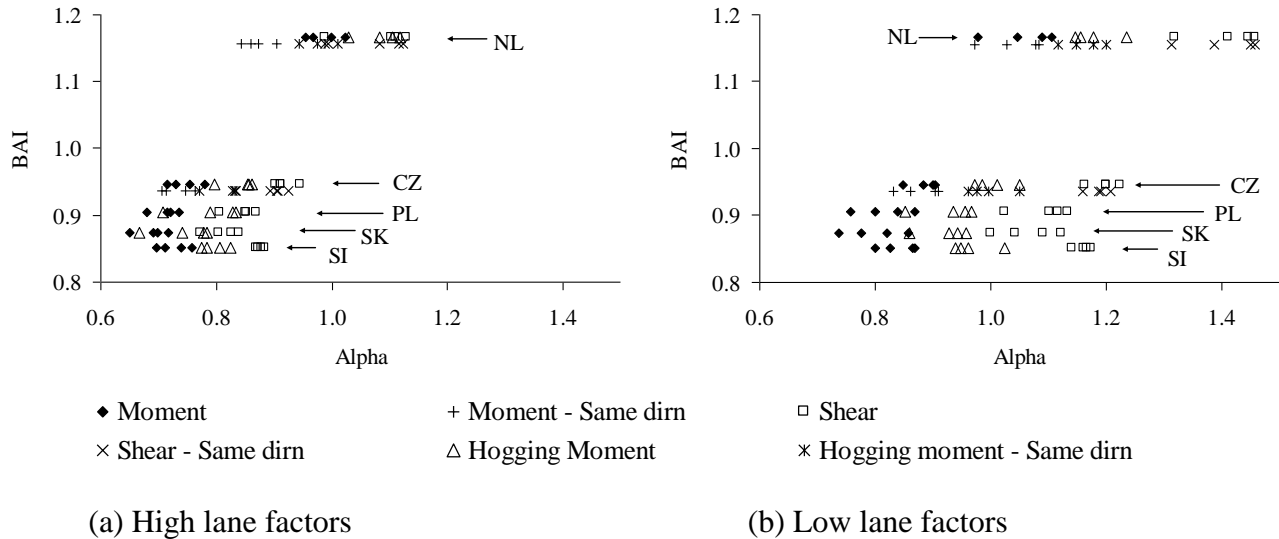 1.2
1.1
1.0
0.9
0.8
BAI
NL
CZ
PL
SK
SI
0.6 0.8 1.0 1.2 1.4
Alpha
1.2
1.1
1.0
0.9
0.8
BAI
NL
CZ
PL
SK
SI
0.6 0.8 1.0 1.2 1.4
Alpha
Moment Moment - Same dirn Shear
Shear - Same dirn Hogging Moment Hogging moment - Same dirn
(a) High lane factors (b) Low lane factors